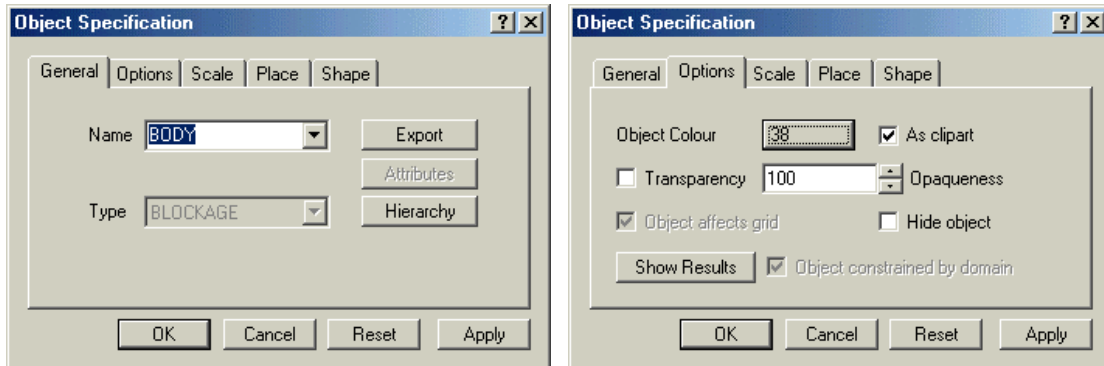 Object Specification
General Options Scale Place Shape
Name BODY Export
Attributes
Type BLOCKAGE Hierarchy
OK Cancel Reset Apply
Object Specification
General Options Scale Place Shape
Object Colour 38 As clipart
Transparency 100 Opaqueness
Object affects grid Hide object
Show Results Object constrained by domain
OK Cancel Reset Apply